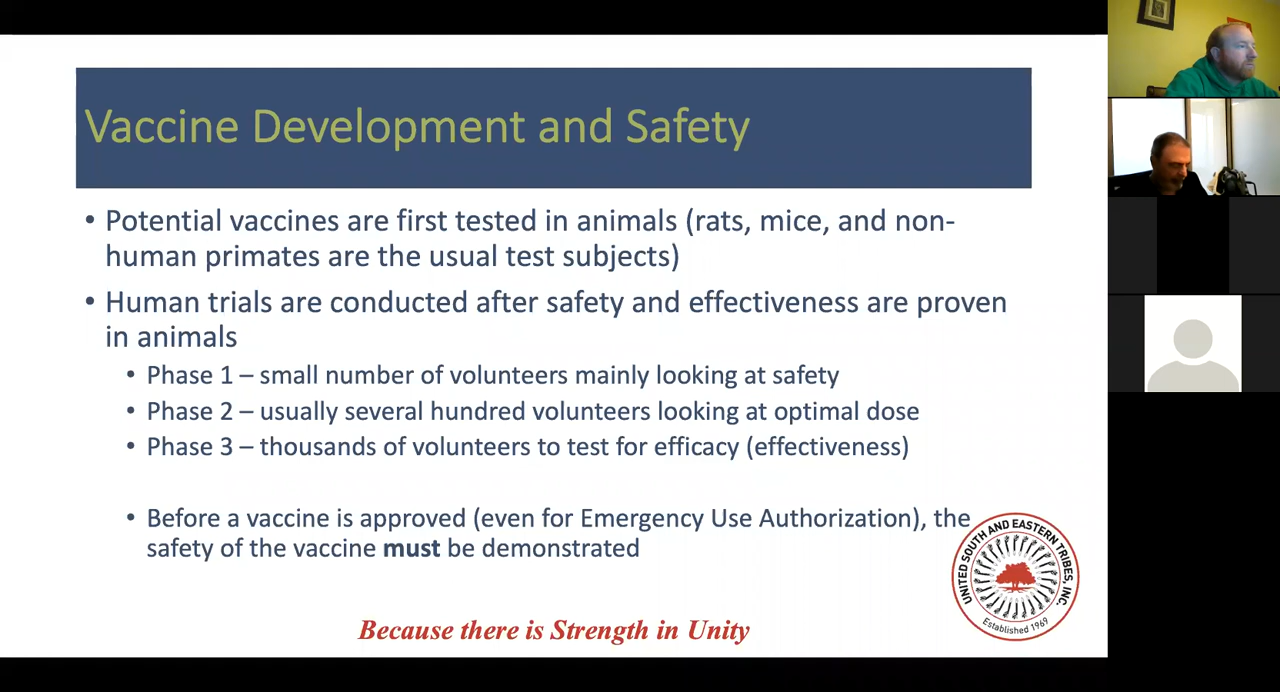 Vaccine Development and Safety
• Potential vaccines are first tested in animals (rats, mice, and non-
human primates are the usual test subjects)
• Human trials are conducted after safety and effectiveness are proven
in animals
• Phase 1 – small number of volunteers mainly looking at safety
• Phase 2 – usually several hundred volunteers looking at optimal dose
• Phase 3 – thousands of volunteers to test for efficacy (effectiveness)
• Before a vaccine is approved (even for Emergency Use Authorization), the
safety of the vaccine must be demonstrated
UNITED SOUTH AND EASTERN TRIBES, INC.
Established 1969
Because there is Strength in Unity